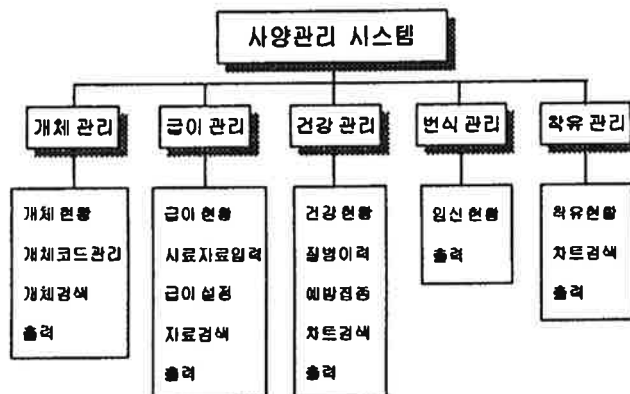 사양관리 시스템
개체 관리
급이 관리
건강 관리
번식 관리
착유 관리
개체 현황
개체코드관리
개체검색
출력
급이 현황
사료자료입력
급이 설정
자료검색
출력
건강현황
질병이력
예방접종
차트검색
출력
임신현황
출력
착유현황
차트검색
출력